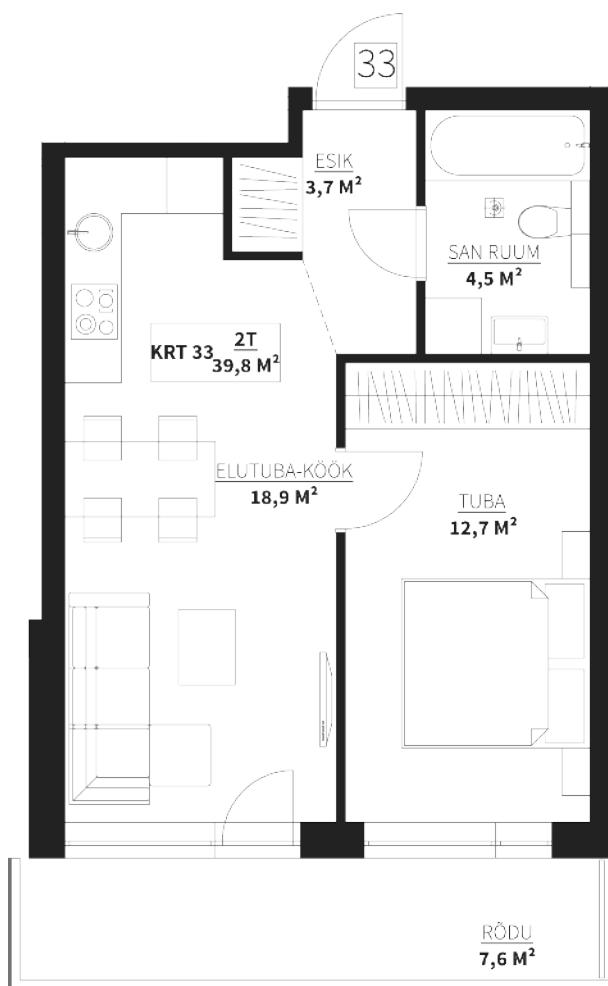 33
ESIK
3,7 M²
SAN RUUM
4,5 M²
KRT 33 2T
39,8 M²
ELUTUBA-KÖÖK
18,9 M²
TUBA
12,7 M²
RÕDU
7,6 M²